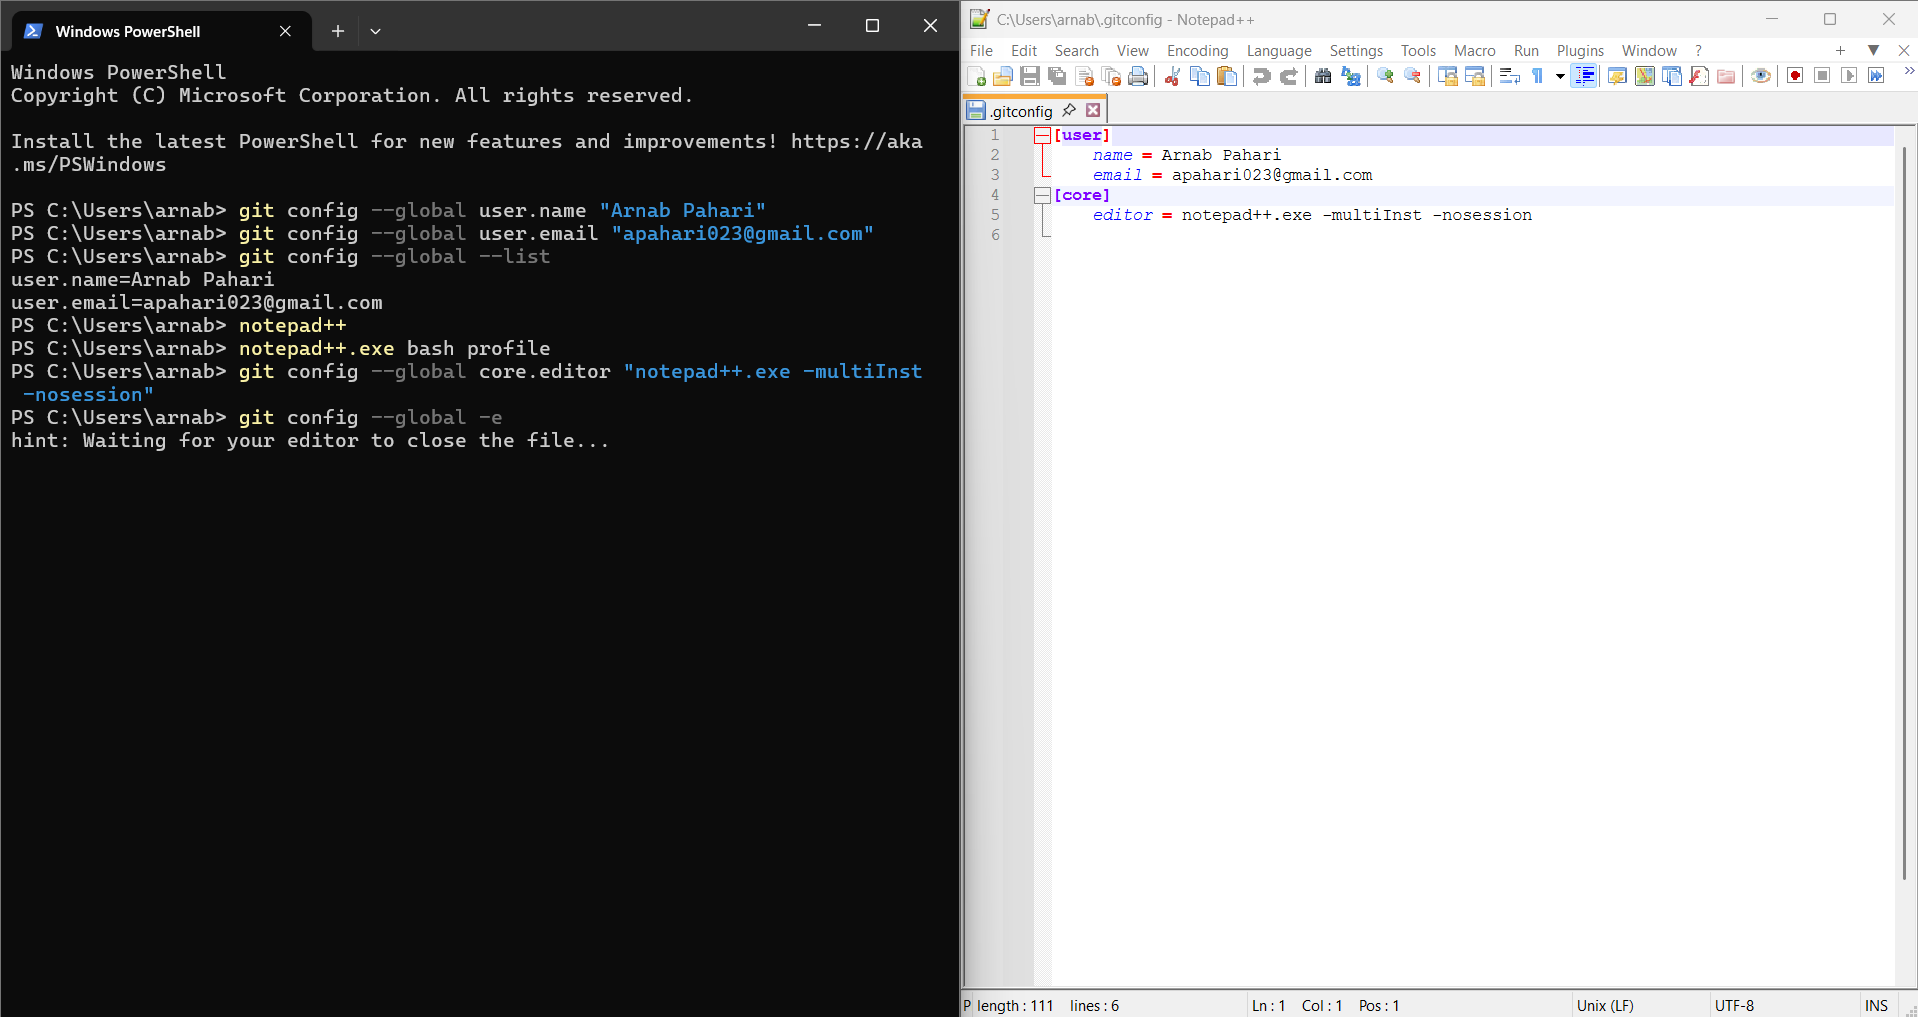 Windows PowerShell
Windows PowerShell
Copyright (C) Microsoft Corporation. All rights reserved.
Install the latest PowerShell for new features and improvements! https://aka
.ms/PSWindows
PS C:\Users\arnab> git config --global user.name "Arnab Pahari"
PS C:\Users\arnab> git config --global user.email "apahari023@gmail.com"
PS C:\Users\arnab> git config --global --list
user.name=Arnab Pahari
user.email=apahari023@gmail.com
PS C:\Users\arnab> notepad++
PS C:\Users\arnab> notepad++.exe bash profile
PS C:\Users\arnab> git config --global core.editor "notepad++.exe -multiInst
-nosession"
PS C:\Users\arnab> git config --global -e
hint: Waiting for your editor to close the file...
C:\Users\arnab\.gitconfig - Notepad++
File Edit Search View Encoding Language Settings Tools Macro Run Plugins Window ?
.gitconfig
1 [user]
2 name = Arnab Pahari
3 email = apahari023@gmail.com
4 [core]
5 editor = notepad++.exe -multiInst -nosession
6
P length : 111 lines : 6 Ln : 1 Col : 1 Pos : 1 Unix (LF) UTF-8 INS